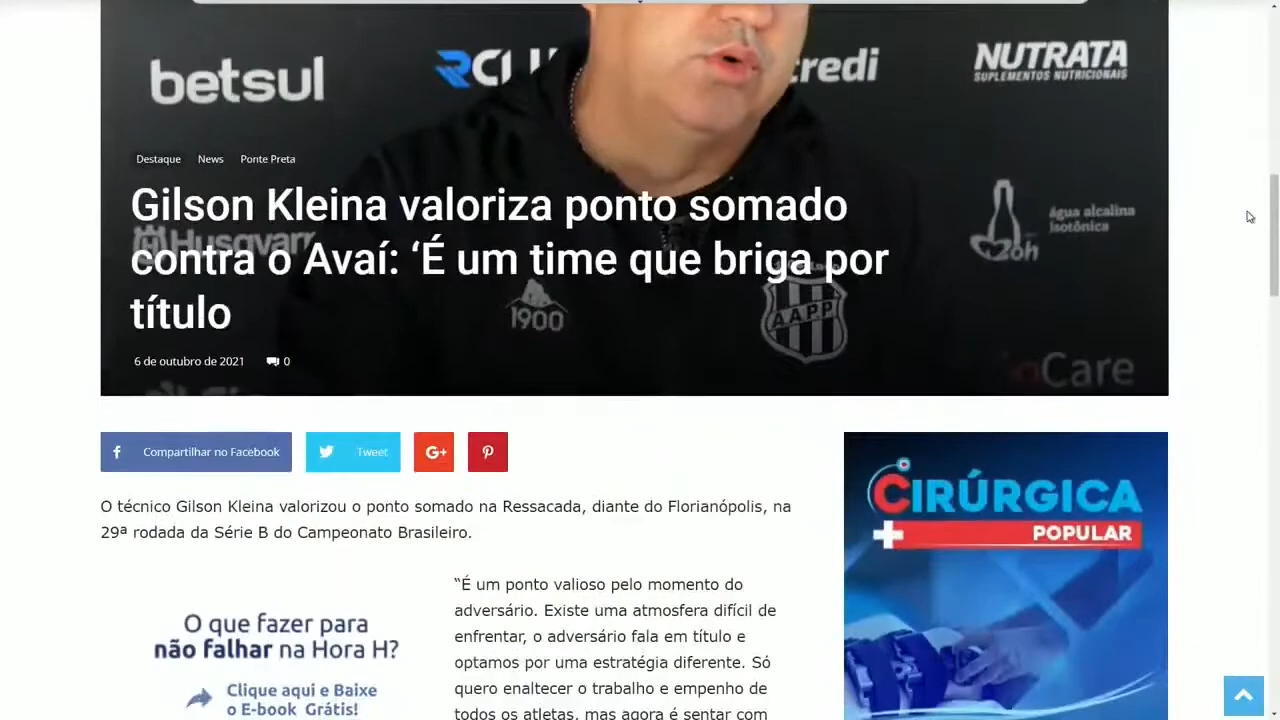 betsul
RCLU
credi
NUTRATA
SUPLEMENTOS NUTRICIONAIS
Destaque News Ponte Preta
Gilson Kleina valoriza ponto somado
contra o Avaí: ‘É um time que briga por
título
Husqvarn
água alcalina
isotônica
1900
AAPP
Care
6 de outubro de 2021 0
f Compartilhar no Facebook Tweet G+
O técnico Gilson Kleina valorizou o ponto somado na Ressacada, diante do Florianópolis, na
29ª rodada da Série B do Campeonato Brasileiro.
O que fazer para
não falhar na Hora H?
Clique aqui e Baixe
o E-book Grátis!
“É um ponto valioso pelo momento do
adversário. Existe uma atmosfera difícil de
enfrentar, o adversário fala em título e
optamos por uma estratégia diferente. Só
quero enaltecer o trabalho e empenho de
todos os atletas, mas agora é sentar com
CIRÚRGICA
POPULAR